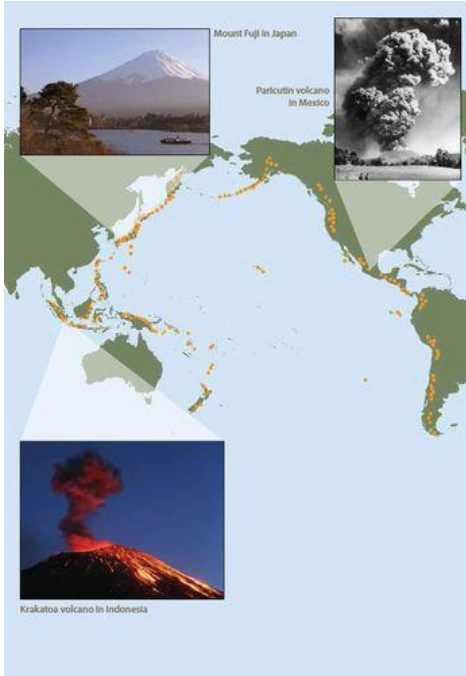 Mount Fuji in Japan
Paricutin volcano
in Mexico
Krakatoa volcano in Indonesia